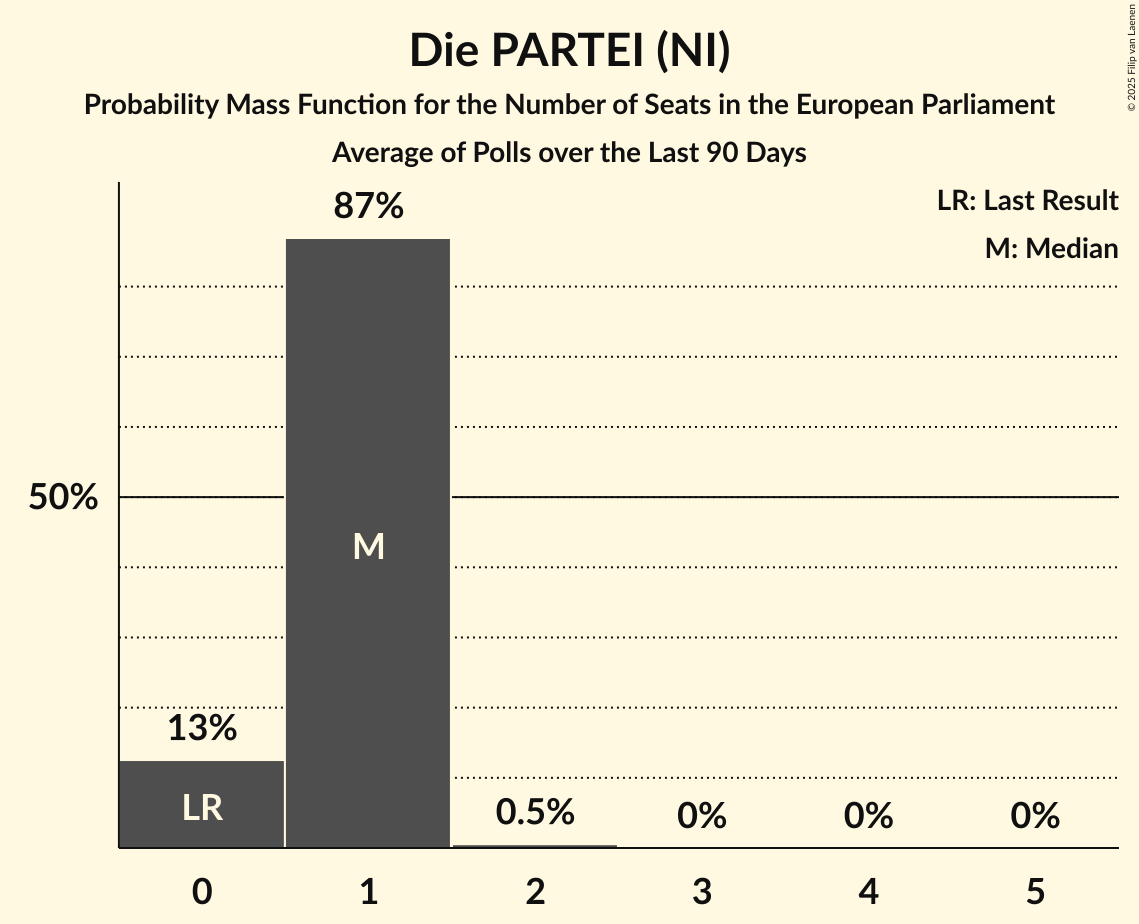 Die PARTEI (NI)
Probability Mass Function for the Number of Seats in the European Parliament
Average of Polls over the Last 90 Days
© 2025 Filip van Laenen
LR: Last Result
M: Median
87%
50%
M
13%
LR
0.5%
0%
0%
0%
0
1
2
3
4
5